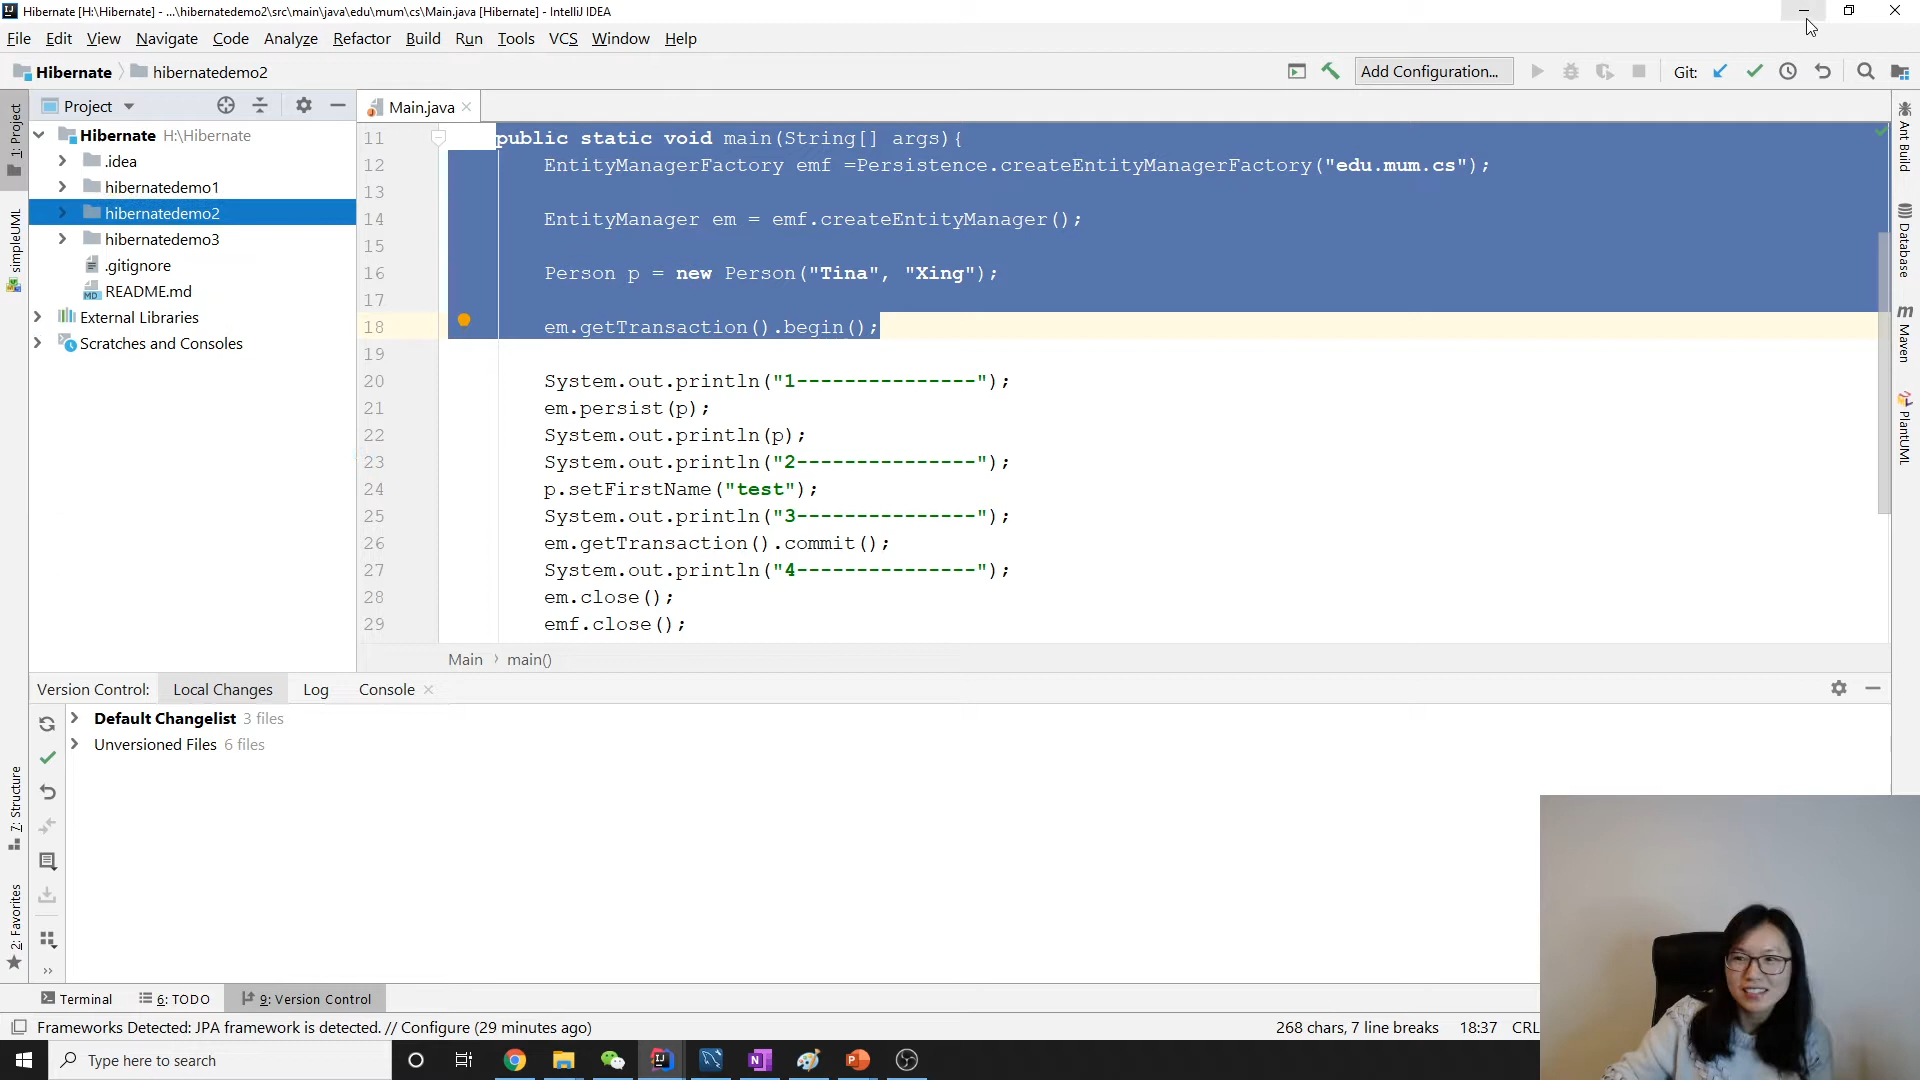 Hibernate [H:\Hibernate] - ...\hibernatedemo2\src\main\java\edu\mum\cs\Main.java [Hibernate] - IntelliJ IDEA
File Edit View Navigate Code Analyze Refactor Build Run Tools VCS Window Help
Hibernate hibernatedemo2 Add Configuration... Git:
Project
Main.java
1: Project
simpleUML
7: Structure
2: Favorites
Hibernate H:\Hibernate
.idea
hibernatedemo1
hibernatedemo2
hibernatedemo3
.gitignore
README.md
External Libraries
Scratches and Consoles
11 public static void main(String[] args){
12 EntityManagerFactory emf =Persistence.createEntityManagerFactory("edu.mum.cs");
13
14 EntityManager em = emf.createEntityManager();
15
16 Person p = new Person("Tina", "Xing");
17
18 em.getTransaction().begin();
19
20 System.out.println("1---------------");
21 em.persist(p);
22 System.out.println(p);
23 System.out.println("2---------------");
24 p.setFirstName("test");
25 System.out.println("3---------------");
26 em.getTransaction().commit();
27 System.out.println("4---------------");
28 em.close();
29 emf.close();
Main › main()
Ant Build
Database
Maven
PlantUML
Version Control: Local Changes Log Console
Default Changelist 3 files
Unversioned Files 6 files
Terminal 6: TODO 9: Version Control
Frameworks Detected: JPA framework is detected. // Configure (29 minutes ago) 268 chars, 7 line breaks 18:37 CRL
Type here to search